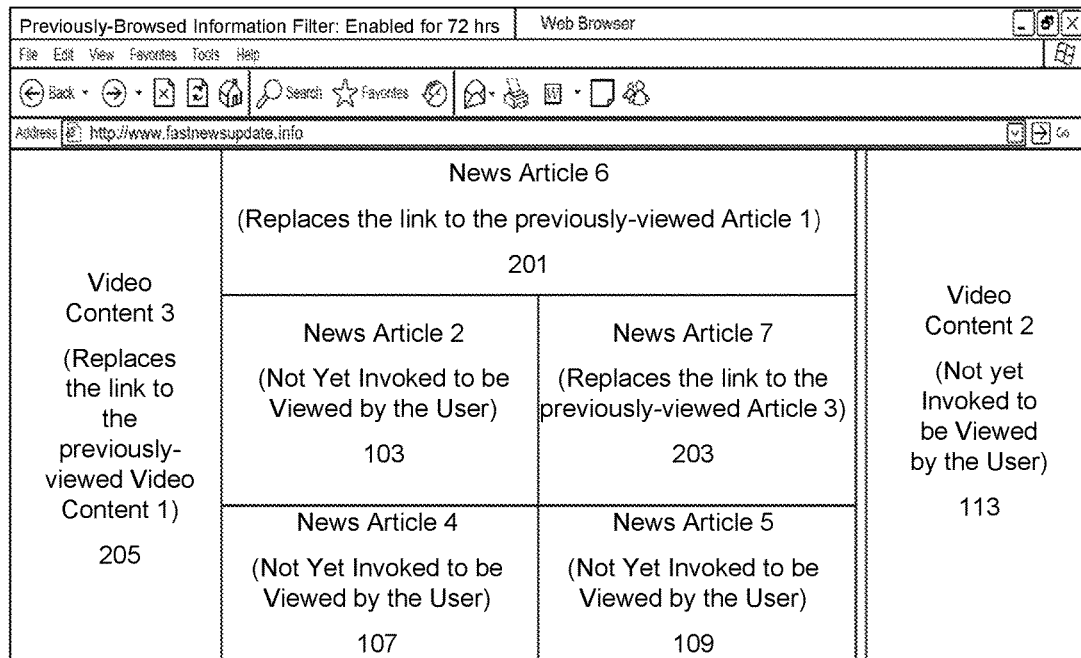 Previously-Browsed Information Filter: Enabled for 72 hrs
Web Browser
File Edit View Favorites Tools Help
Back
Search
Favorites
Address
http://www.fastnewsupdate.info
Go
Video
Content 3
(Replaces
the link to
the
previously-
viewed Video
Content 1)
205
News Article 6
(Replaces the link to the previously-viewed Article 1)
201
News Article 2
(Not Yet Invoked to be
Viewed by the User)
103
News Article 7
(Replaces the link to the
previously-viewed Article 3)
203
News Article 4
(Not Yet Invoked to be
Viewed by the User)
107
News Article 5
(Not Yet Invoked to be
Viewed by the User)
109
Video
Content 2
(Not yet
Invoked to
be Viewed
by the User)
113